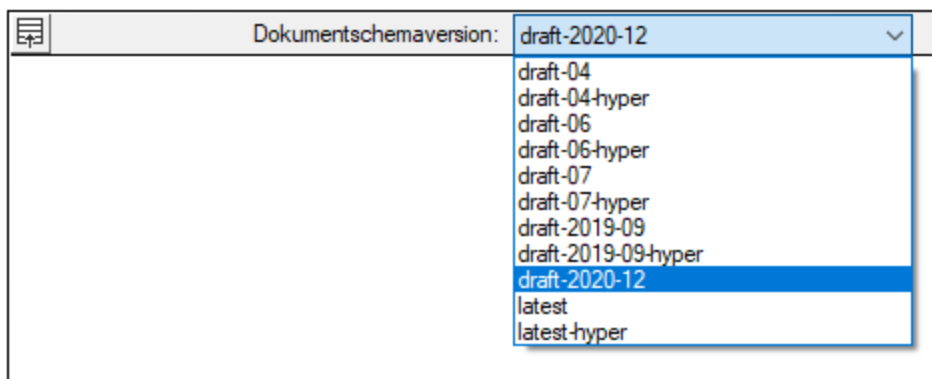 Dokumentschemaversion: draft-2020-12
draft-04
draft-04-hyper
draft-06
draft-06-hyper
draft-07
draft-07-hyper
draft-2019-09
draft-2019-09-hyper
draft-2020-12
latest
latest-hyper